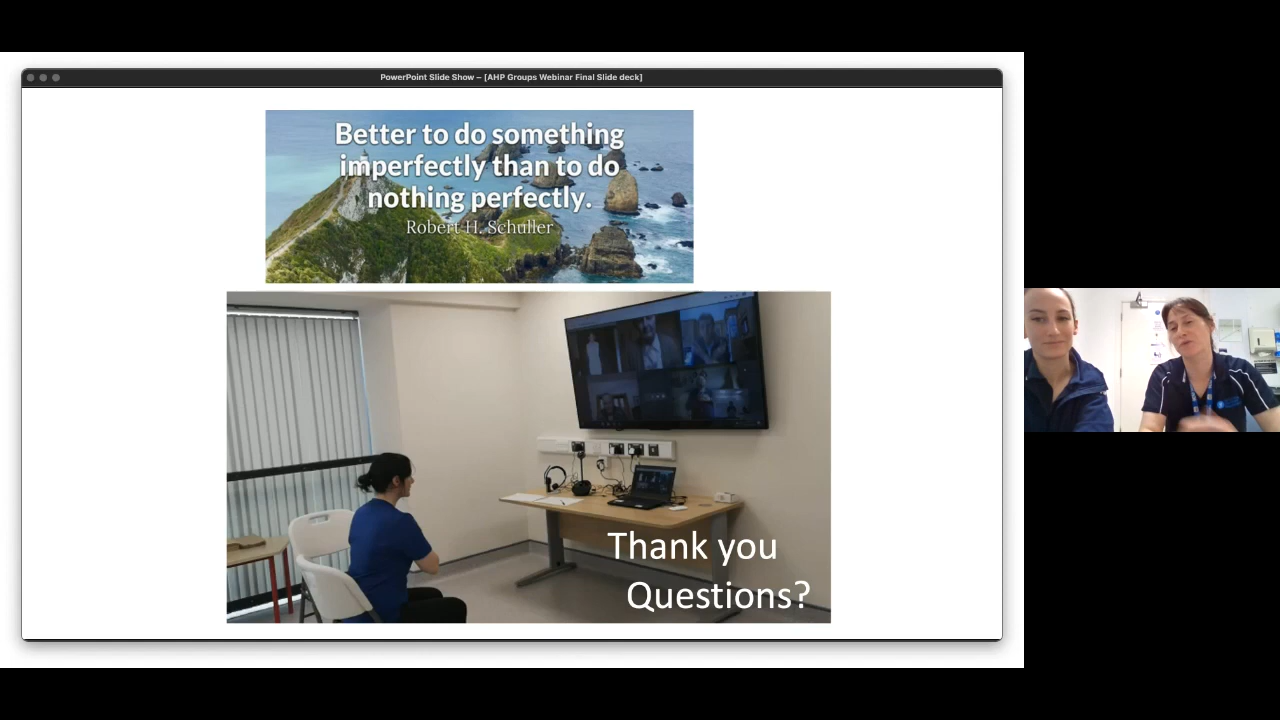 PowerPoint Slide Show – [AHP Groups Webinar Final Slide deck]
Better to do something
imperfectly than to do
nothing perfectly.
Robert H. Schuller
Thank you
Questions?